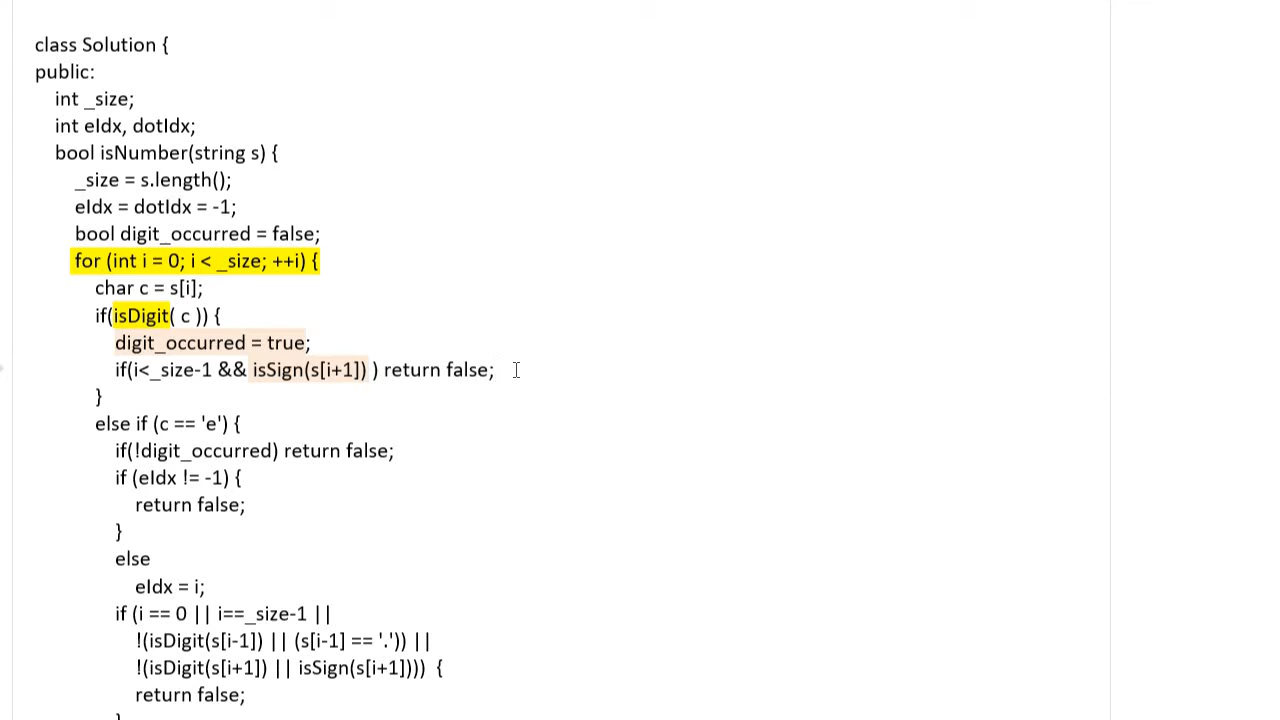 class Solution {
public:
int _size;
int eIdx, dotIdx;
bool isNumber(string s) {
_size = s.length();
eIdx = dotIdx = -1;
bool digit_occurred = false;
for (int i = 0; i < _size; ++i) {
char c = s[i];
if(isDigit( c )) {
digit_occurred = true;
if(i<_size-1 && isSign(s[i+1]) ) return false;
}
else if (c == 'e') {
if(!digit_occurred) return false;
if (eIdx != -1) {
return false;
}
else
eIdx = i;
if (i == 0 || i==_size-1 ||
!(isDigit(s[i-1]) || (s[i-1] == '.')) ||
!(isDigit(s[i+1]) || isSign(s[i+1]))) {
return false;
}